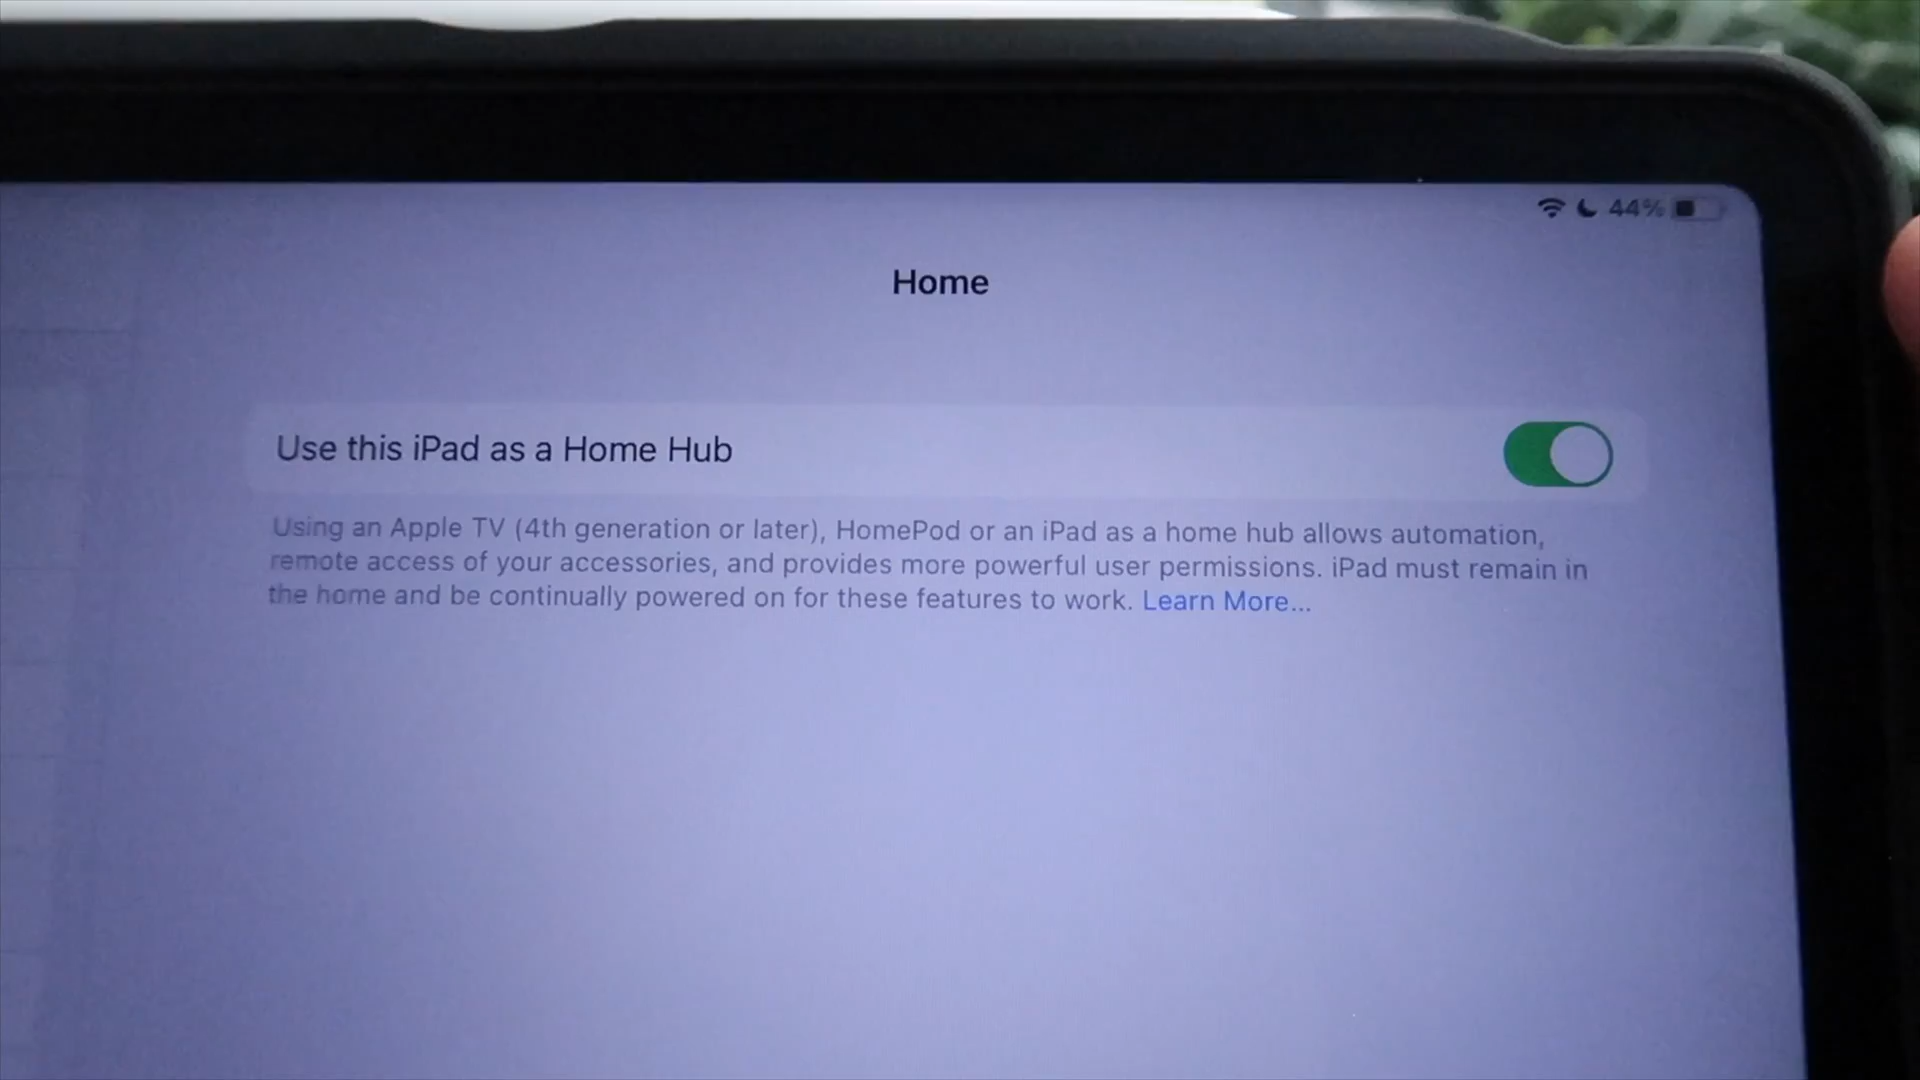 44%
Home
Use this iPad as a Home Hub
Using an Apple TV (4th generation or later), HomePod or an iPad as a home hub allows automation,
remote access of your accessories, and provides more powerful user permissions. iPad must remain in
the home and be continually powered on for these features to work. Learn More...